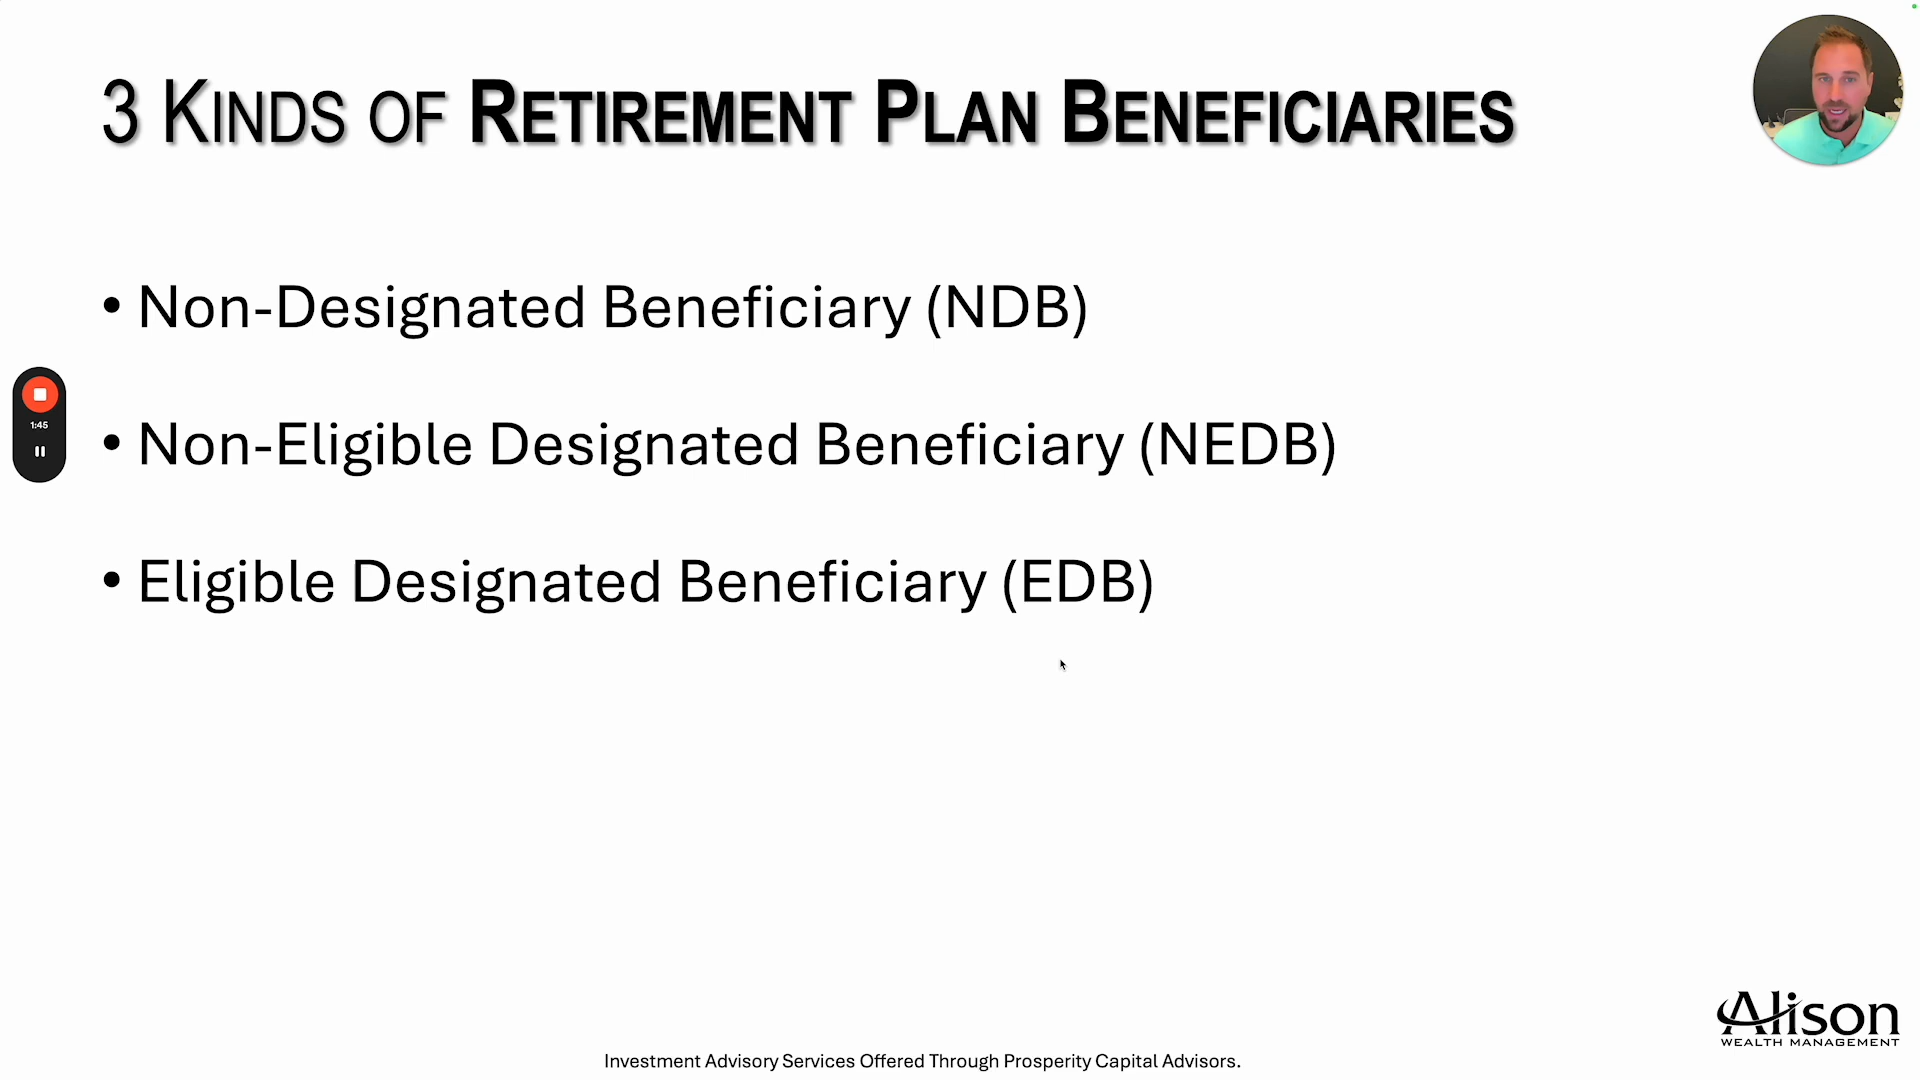 3 Kinds of Retirement Plan Beneficiaries
• Non-Designated Beneficiary (NDB)
1:45
• Non-Eligible Designated Beneficiary (NEDB)
• Eligible Designated Beneficiary (EDB)
Alison
WEALTH MANAGEMENT
Investment Advisory Services Offered Through Prosperity Capital Advisors.